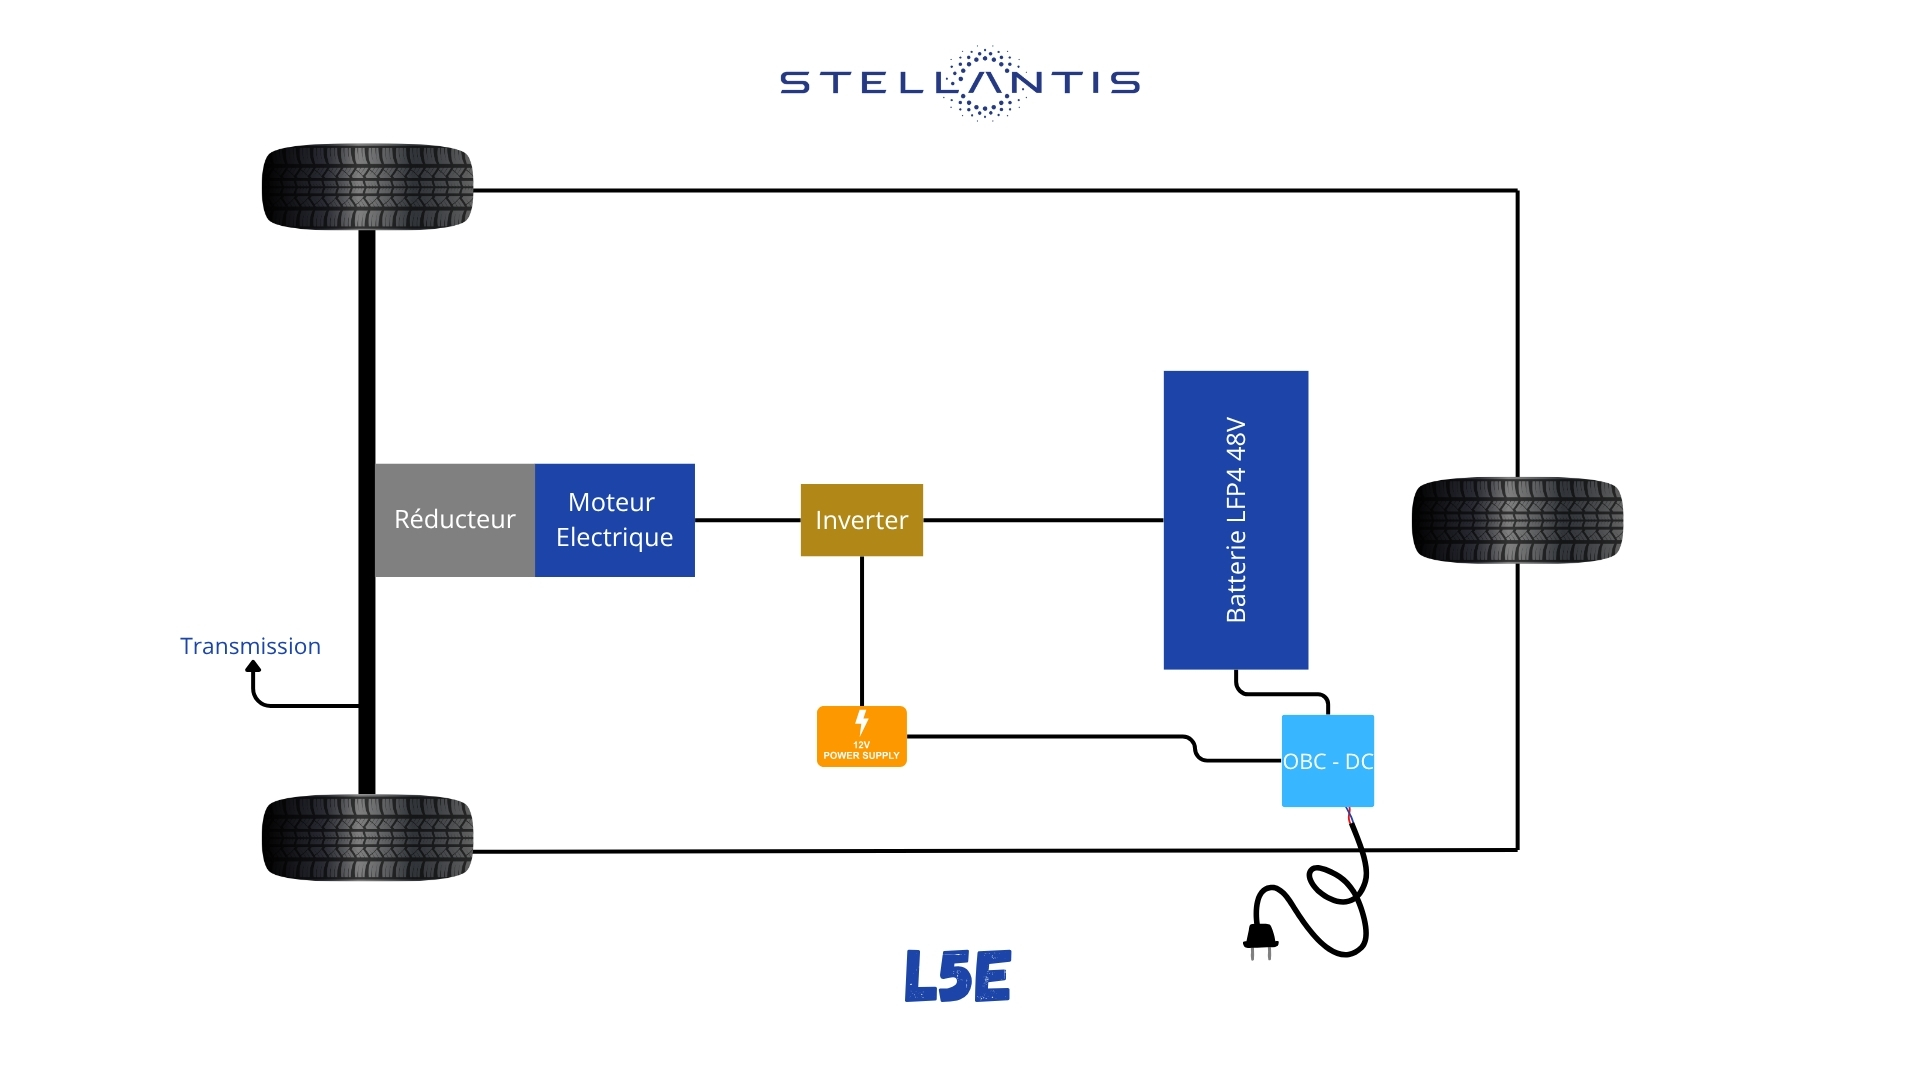 STELLANTIS
Réducteur
Moteur
Electrique
Inverter
Batterie LFP4 48V
Transmission
12V
POWER SUPPLY
OBC - DC
L5E